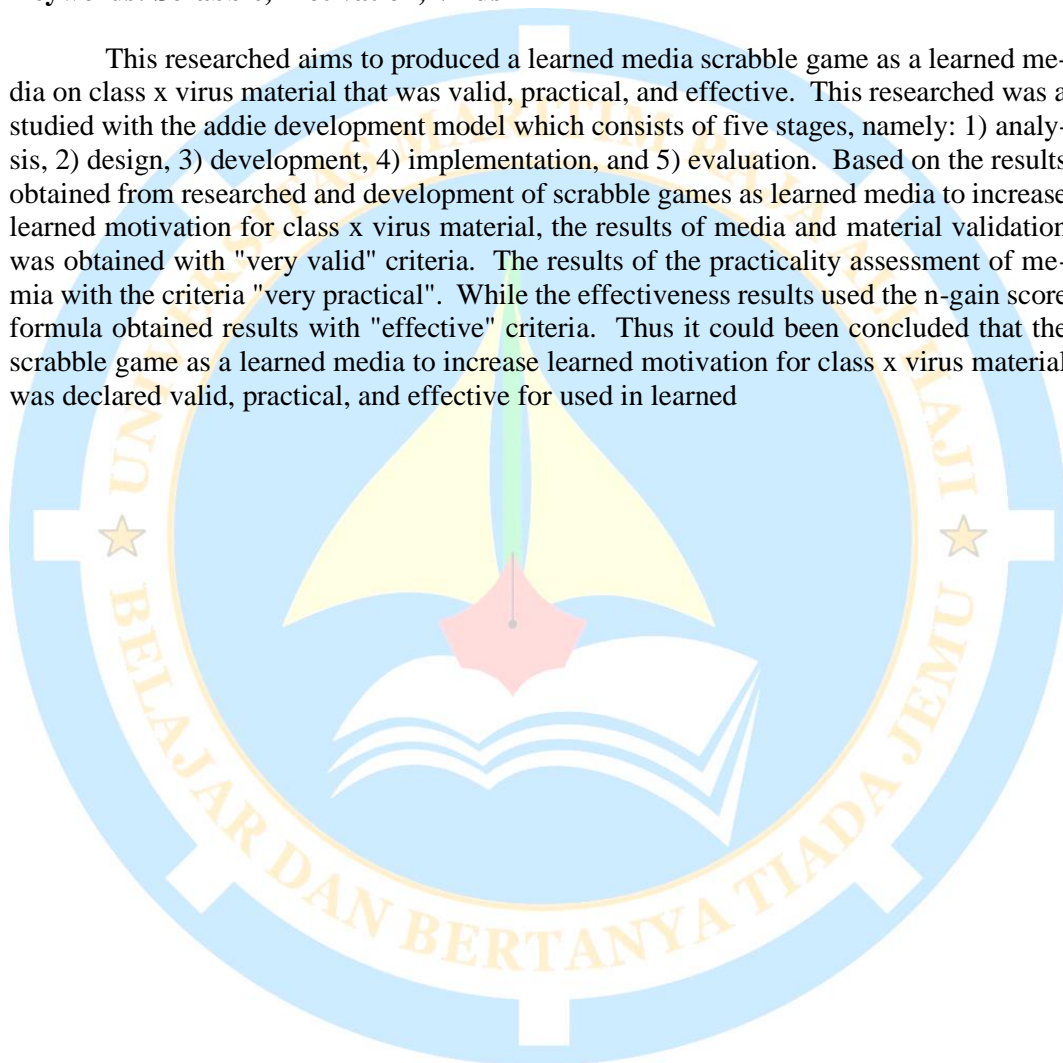 This researched aims to produced a learned media scrabble game as a learned me-
dia on class x virus material that was valid, practical, and effective. This researched was a
studied with the addie development model which consists of five stages, namely: 1) analy-
sis, 2) design, 3) development, 4) implementation, and 5) evaluation. Based on the results
obtained from researched and development of scrabble games as learned media to increase
learned motivation for class x virus material, the results of media and material validation
was obtained with "very valid" criteria. The results of the practicality assessment of me-
mia with the criteria "very practical". While the effectiveness results used the n-gain score
formula obtained results with "effective" criteria. Thus it could been concluded that the
scrabble game as a learned media to increase learned motivation for class x virus material
was declared valid, practical, and effective for used in learned
UNIVERSITAS MARITIM RAJA ALI HAJI
BELAJAR DAN BERTANYA TIADA JEMU